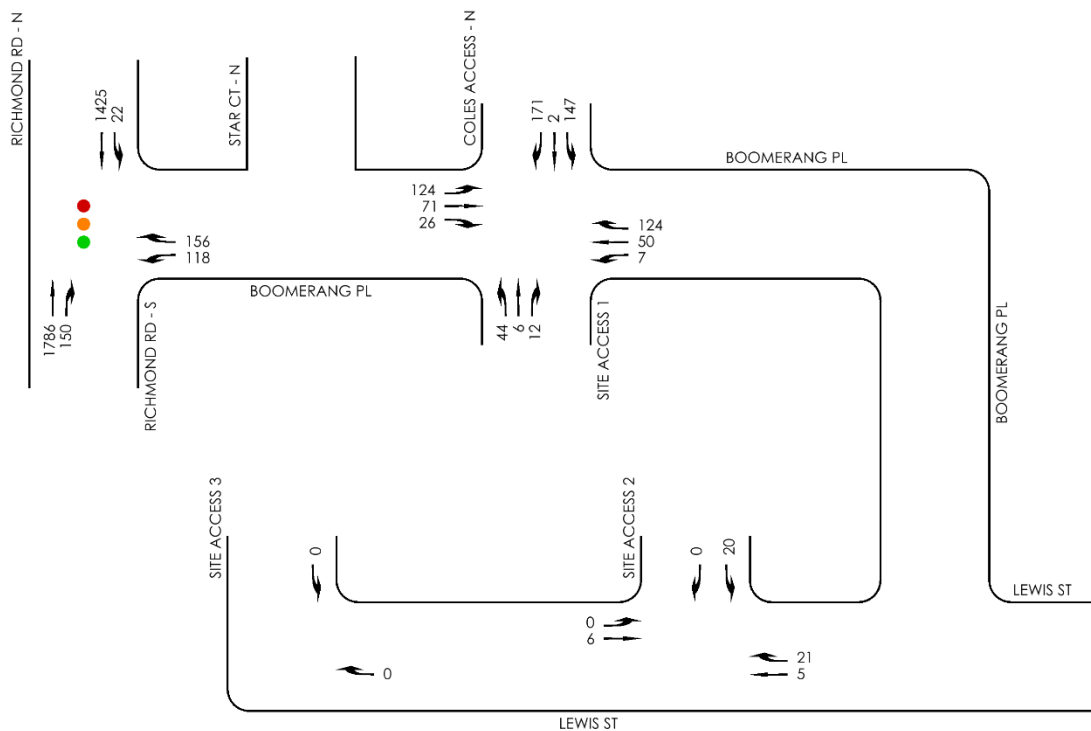 RICHMOND RD - N
1425
22
STAR CT - N
COLES ACCESS - N
171
2
147
BOOMERANG PL
124
71
26
124
50
7
156
118
BOOMERANG PL
1786
150
RICHMOND RD - S
44
6
12
SITE ACCESS 1
BOOMERANG PL
SITE ACCESS 3
0
SITE ACCESS 2
0
20
LEWIS ST
0
6
21
5
0
LEWIS ST